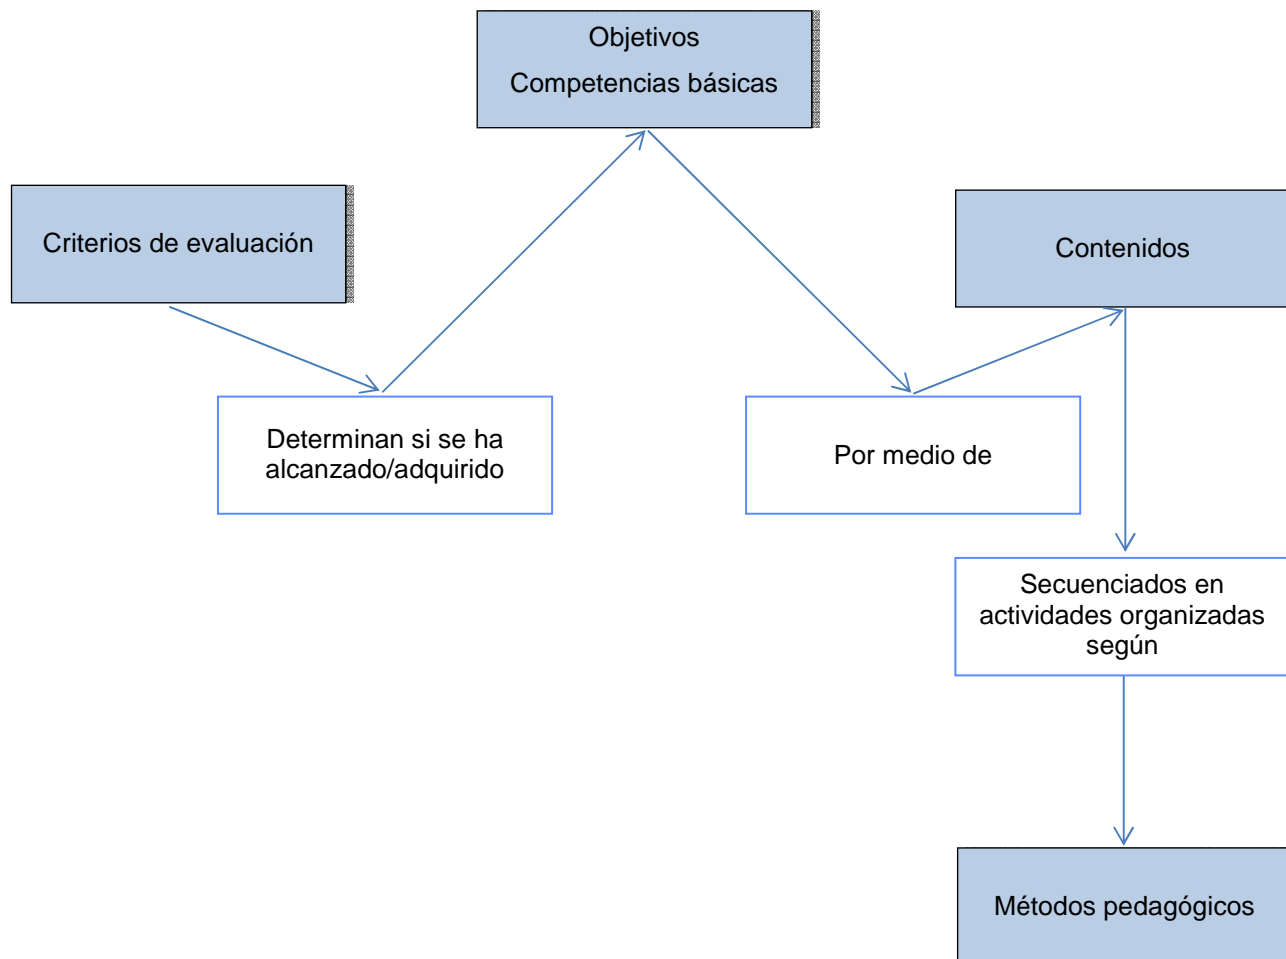 Objetivos
Competencias básicas
Criterios de evaluación
Contenidos
Determinan si se ha
alcanzado/adquirido
Por medio de
Secuenciados en
actividades organizadas
según
Métodos pedagógicos